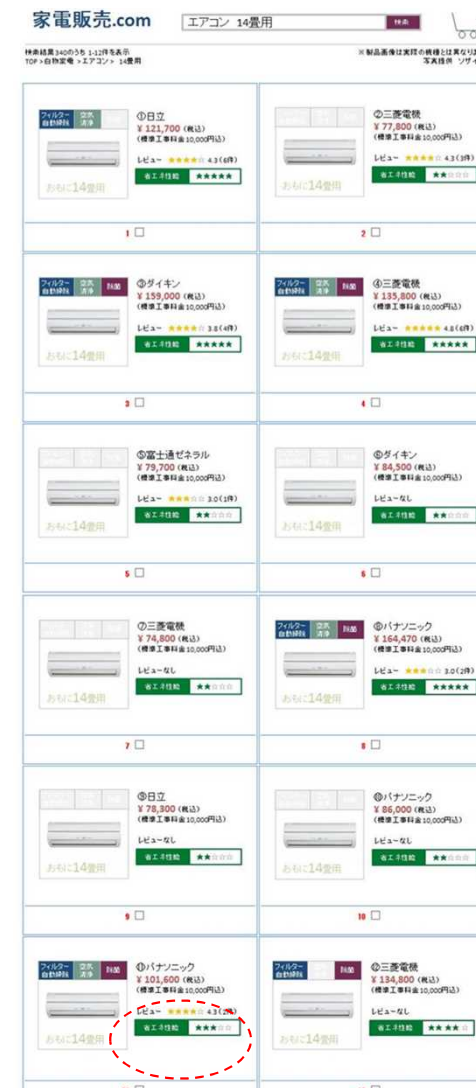 家電販売.com
エアコン 14畳用
検索
検索結果340のうち 1-12件を表示
TOP >白物家電 >エアコン> 14畳用
※製品画像は実際の機種とは異なり
写真提供 ソザイ
フィルター自動掃除 空気清浄
おもに14畳用
①日立
¥ 121,700 (税込)
(標準工事料金10,000円込)
レビュー ★★★★☆ 4.3(6件)
省エネ性能 ★★★★★
1 □
おもに14畳用
②三菱電機
¥ 77,800 (税込)
(標準工事料金10,000円込)
レビュー ★★★★☆ 4.3(3件)
省エネ性能 ★★☆☆☆
2 □
フィルター自動掃除 空気清浄 除菌
おもに14畳用
③ダイキン
¥ 159,000 (税込)
(標準工事料金10,000円込)
レビュー ★★★★☆ 3.8(4件)
省エネ性能 ★★★★★
3 □
フィルター自動掃除 空気清浄 除菌
おもに14畳用
④三菱電機
¥ 135,800 (税込)
(標準工事料金10,000円込)
レビュー ★★★★★ 4.8(6件)
省エネ性能 ★★★★★
4 □
おもに14畳用
⑤富士通ゼネラル
¥ 79,700 (税込)
(標準工事料金10,000円込)
レビュー ★★★☆☆ 3.0(1件)
省エネ性能 ★★☆☆☆
5 □
おもに14畳用
⑥ダイキン
¥ 84,500 (税込)
(標準工事料金10,000円込)
レビューなし
省エネ性能 ★★☆☆☆
6 □
おもに14畳用
⑦三菱電機
¥ 74,800 (税込)
(標準工事料金10,000円込)
レビューなし
省エネ性能 ★★☆☆☆
7 □
フィルター自動掃除 空気清浄 除菌
おもに14畳用
⑧パナソニック
¥ 164,470 (税込)
(標準工事料金10,000円込)
レビュー ★★★☆☆ 3.0(2件)
省エネ性能 ★★★★★
8 □
おもに14畳用
⑨日立
¥ 78,300 (税込)
(標準工事料金10,000円込)
レビューなし
省エネ性能 ★★☆☆☆
9 □
おもに14畳用
⑩パナソニック
¥ 86,000 (税込)
(標準工事料金10,000円込)
レビューなし
省エネ性能 ★★☆☆☆
10 □
フィルター自動掃除 空気清浄 除菌
おもに14畳用
⑪パナソニック
¥ 101,600 (税込)
(標準工事料金10,000円込)
レビュー ★★★★☆ 4.3(2件)
省エネ性能 ★★★☆☆
フィルター自動掃除 除菌
おもに14畳用
⑫三菱電機
¥ 134,800 (税込)
(標準工事料金10,000円込)
レビューなし
省エネ性能 ★★★★☆